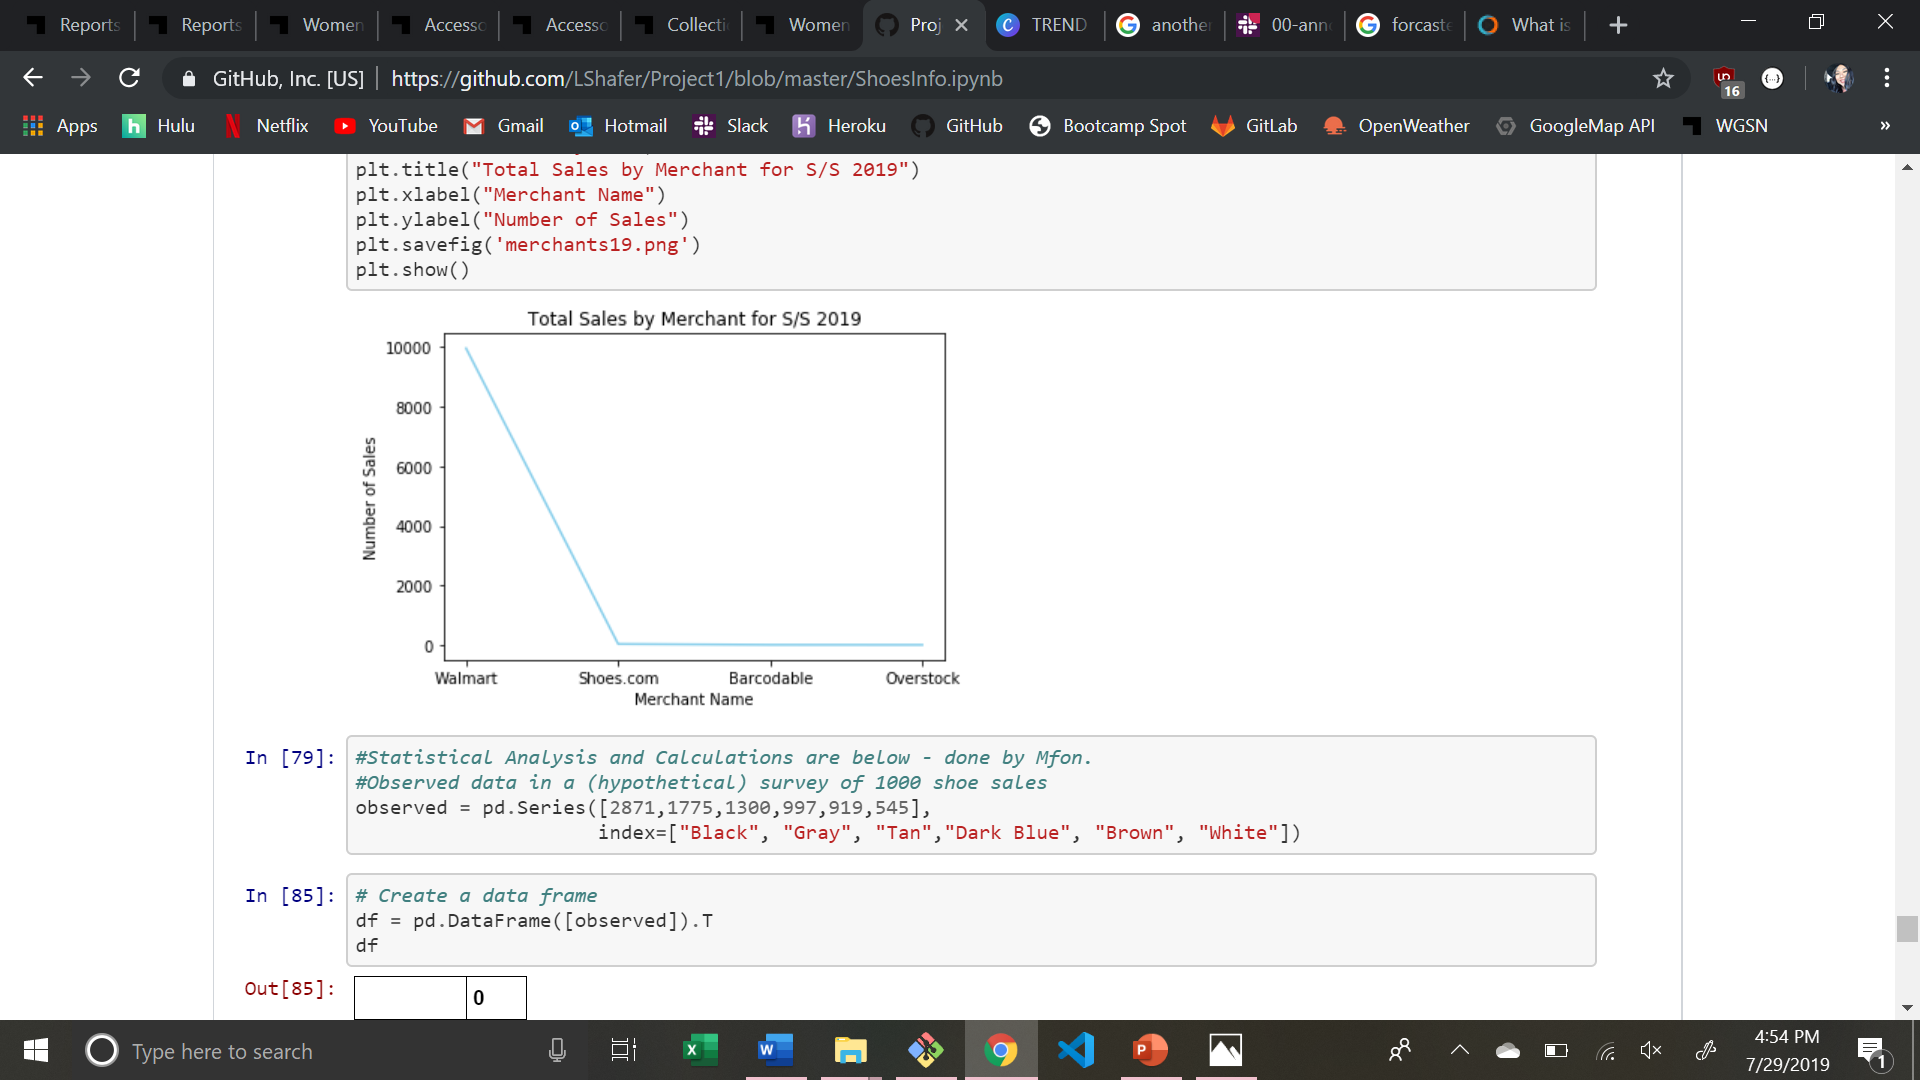 Reports
Reports
Women
Accesso
Accesso
Collecti
Women
Proj
TREND
another
00-ann
forcaste
What is
GitHub, Inc. [US]
https://github.com/LShafer/Project1/blob/master/ShoesInfo.ipynb
16
Apps
Hulu
Netflix
YouTube
Gmail
Hotmail
Slack
Heroku
GitHub
Bootcamp Spot
GitLab
OpenWeather
GoogleMap API
WGSN
»
plt.title("Total Sales by Merchant for S/S 2019")
plt.xlabel("Merchant Name")
plt.ylabel("Number of Sales")
plt.savefig('merchants19.png')
plt.show()
Total Sales by Merchant for S/S 2019
10000
8000
6000
4000
2000
0
Number of Sales
Walmart Shoes.com Barcodable Overstock
Merchant Name
In [79]:
#Statistical Analysis and Calculations are below - done by Mfon.
#Observed data in a (hypothetical) survey of 1000 shoe sales
observed = pd.Series([2871,1775,1300,997,919,545],
index=["Black", "Gray", "Tan","Dark Blue", "Brown", "White"])
In [85]:
# Create a data frame
df = pd.DataFrame([observed]).T
df
Out[85]:
0
Type here to search
4:54 PM
7/29/2019
1